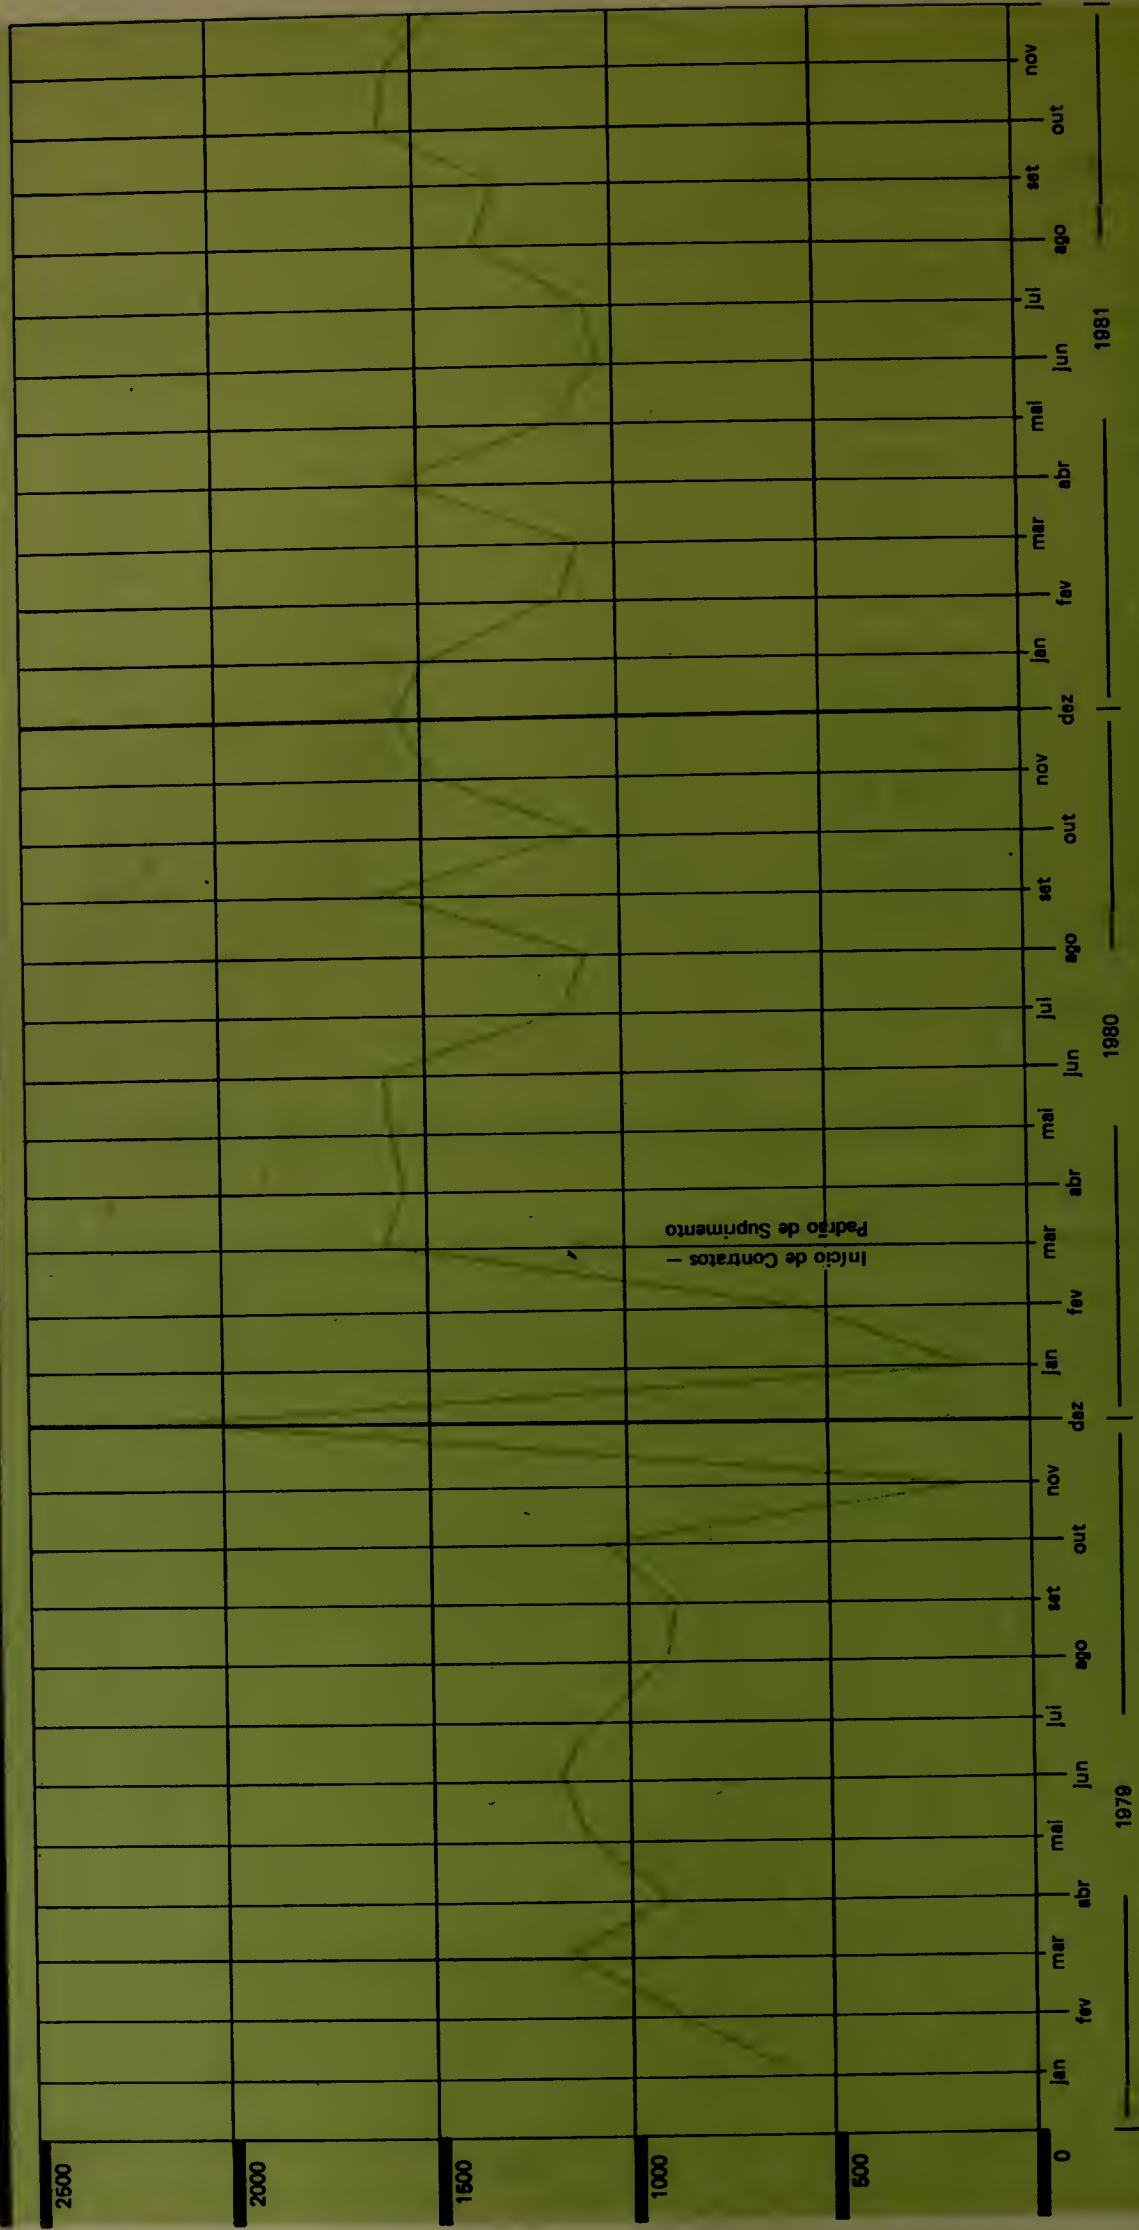 2500
2000
1500
1000
500
0
Início de Contratos —
Padrão de Suprimento
jan
fev
mar
abr
mai
jun
jul
ago
set
out
nov
dez
jan
fev
mar
abr
mai
jun
jul
ago
set
out
nov
dez
jan
fev
mar
abr
mai
jun
jul
ago
set
out
nov
1979
1980
1981